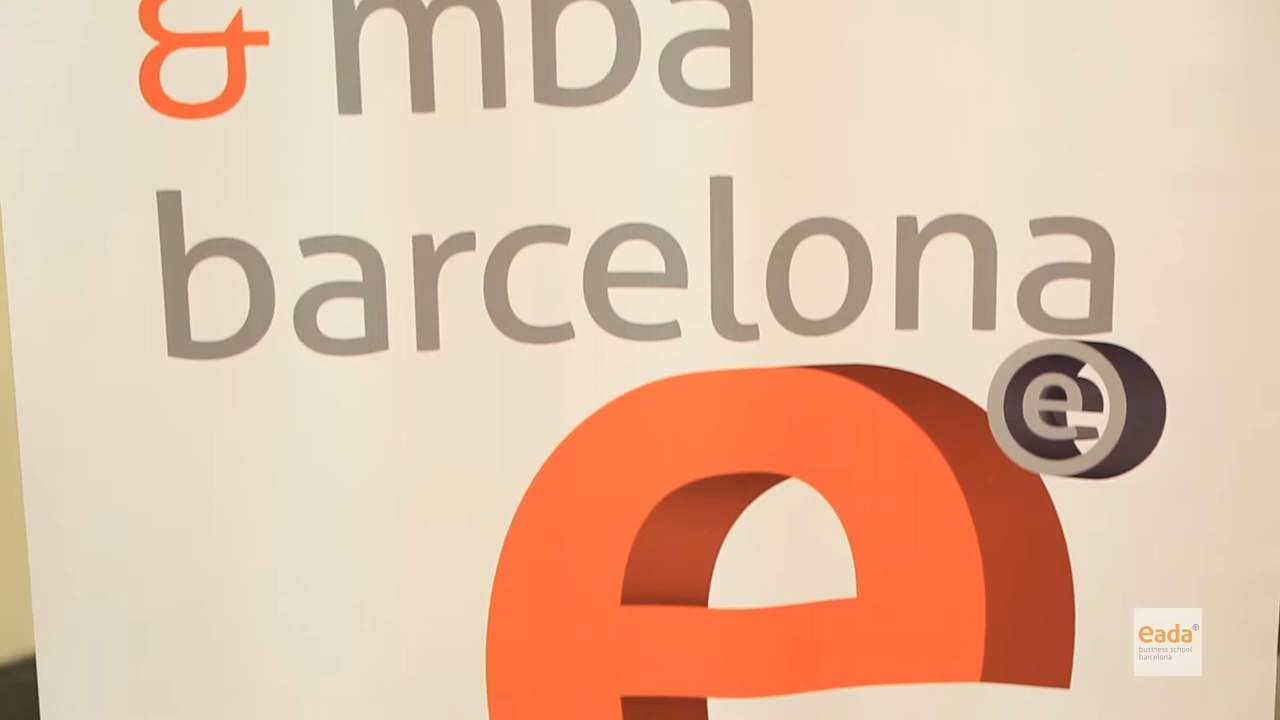 & mba
barcelona
e
e
eada©
business school
barcelona